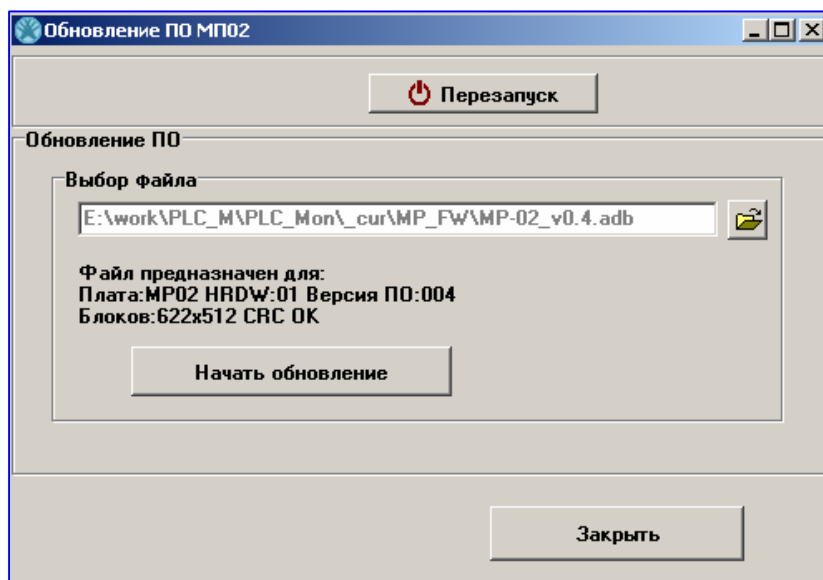 Обновление ПО МП02
Перезапуск
Обновление ПО
Выбор файла
E:\work\PLC_M\PLC_Mon\_cur\MP_FW\MP-02_v0.4.adb
Файл предназначен для:
Плата:MP02 HRDW:01 Версия ПО:004
Блоков:622x512 CRC OK
Начать обновление
Закрыть